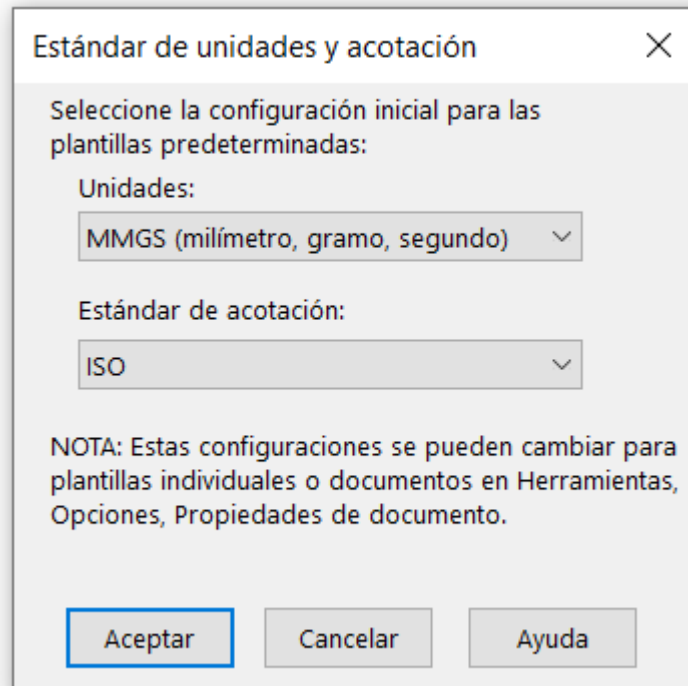 Estándar de unidades y acotación
Seleccione la configuración inicial para las
plantillas predeterminadas:
Unidades:
MMGS (milímetro, gramo, segundo)
Estándar de acotación:
ISO
NOTA: Estas configuraciones se pueden cambiar para
plantillas individuales o documentos en Herramientas,
Opciones, Propiedades de documento.
Aceptar Cancelar Ayuda